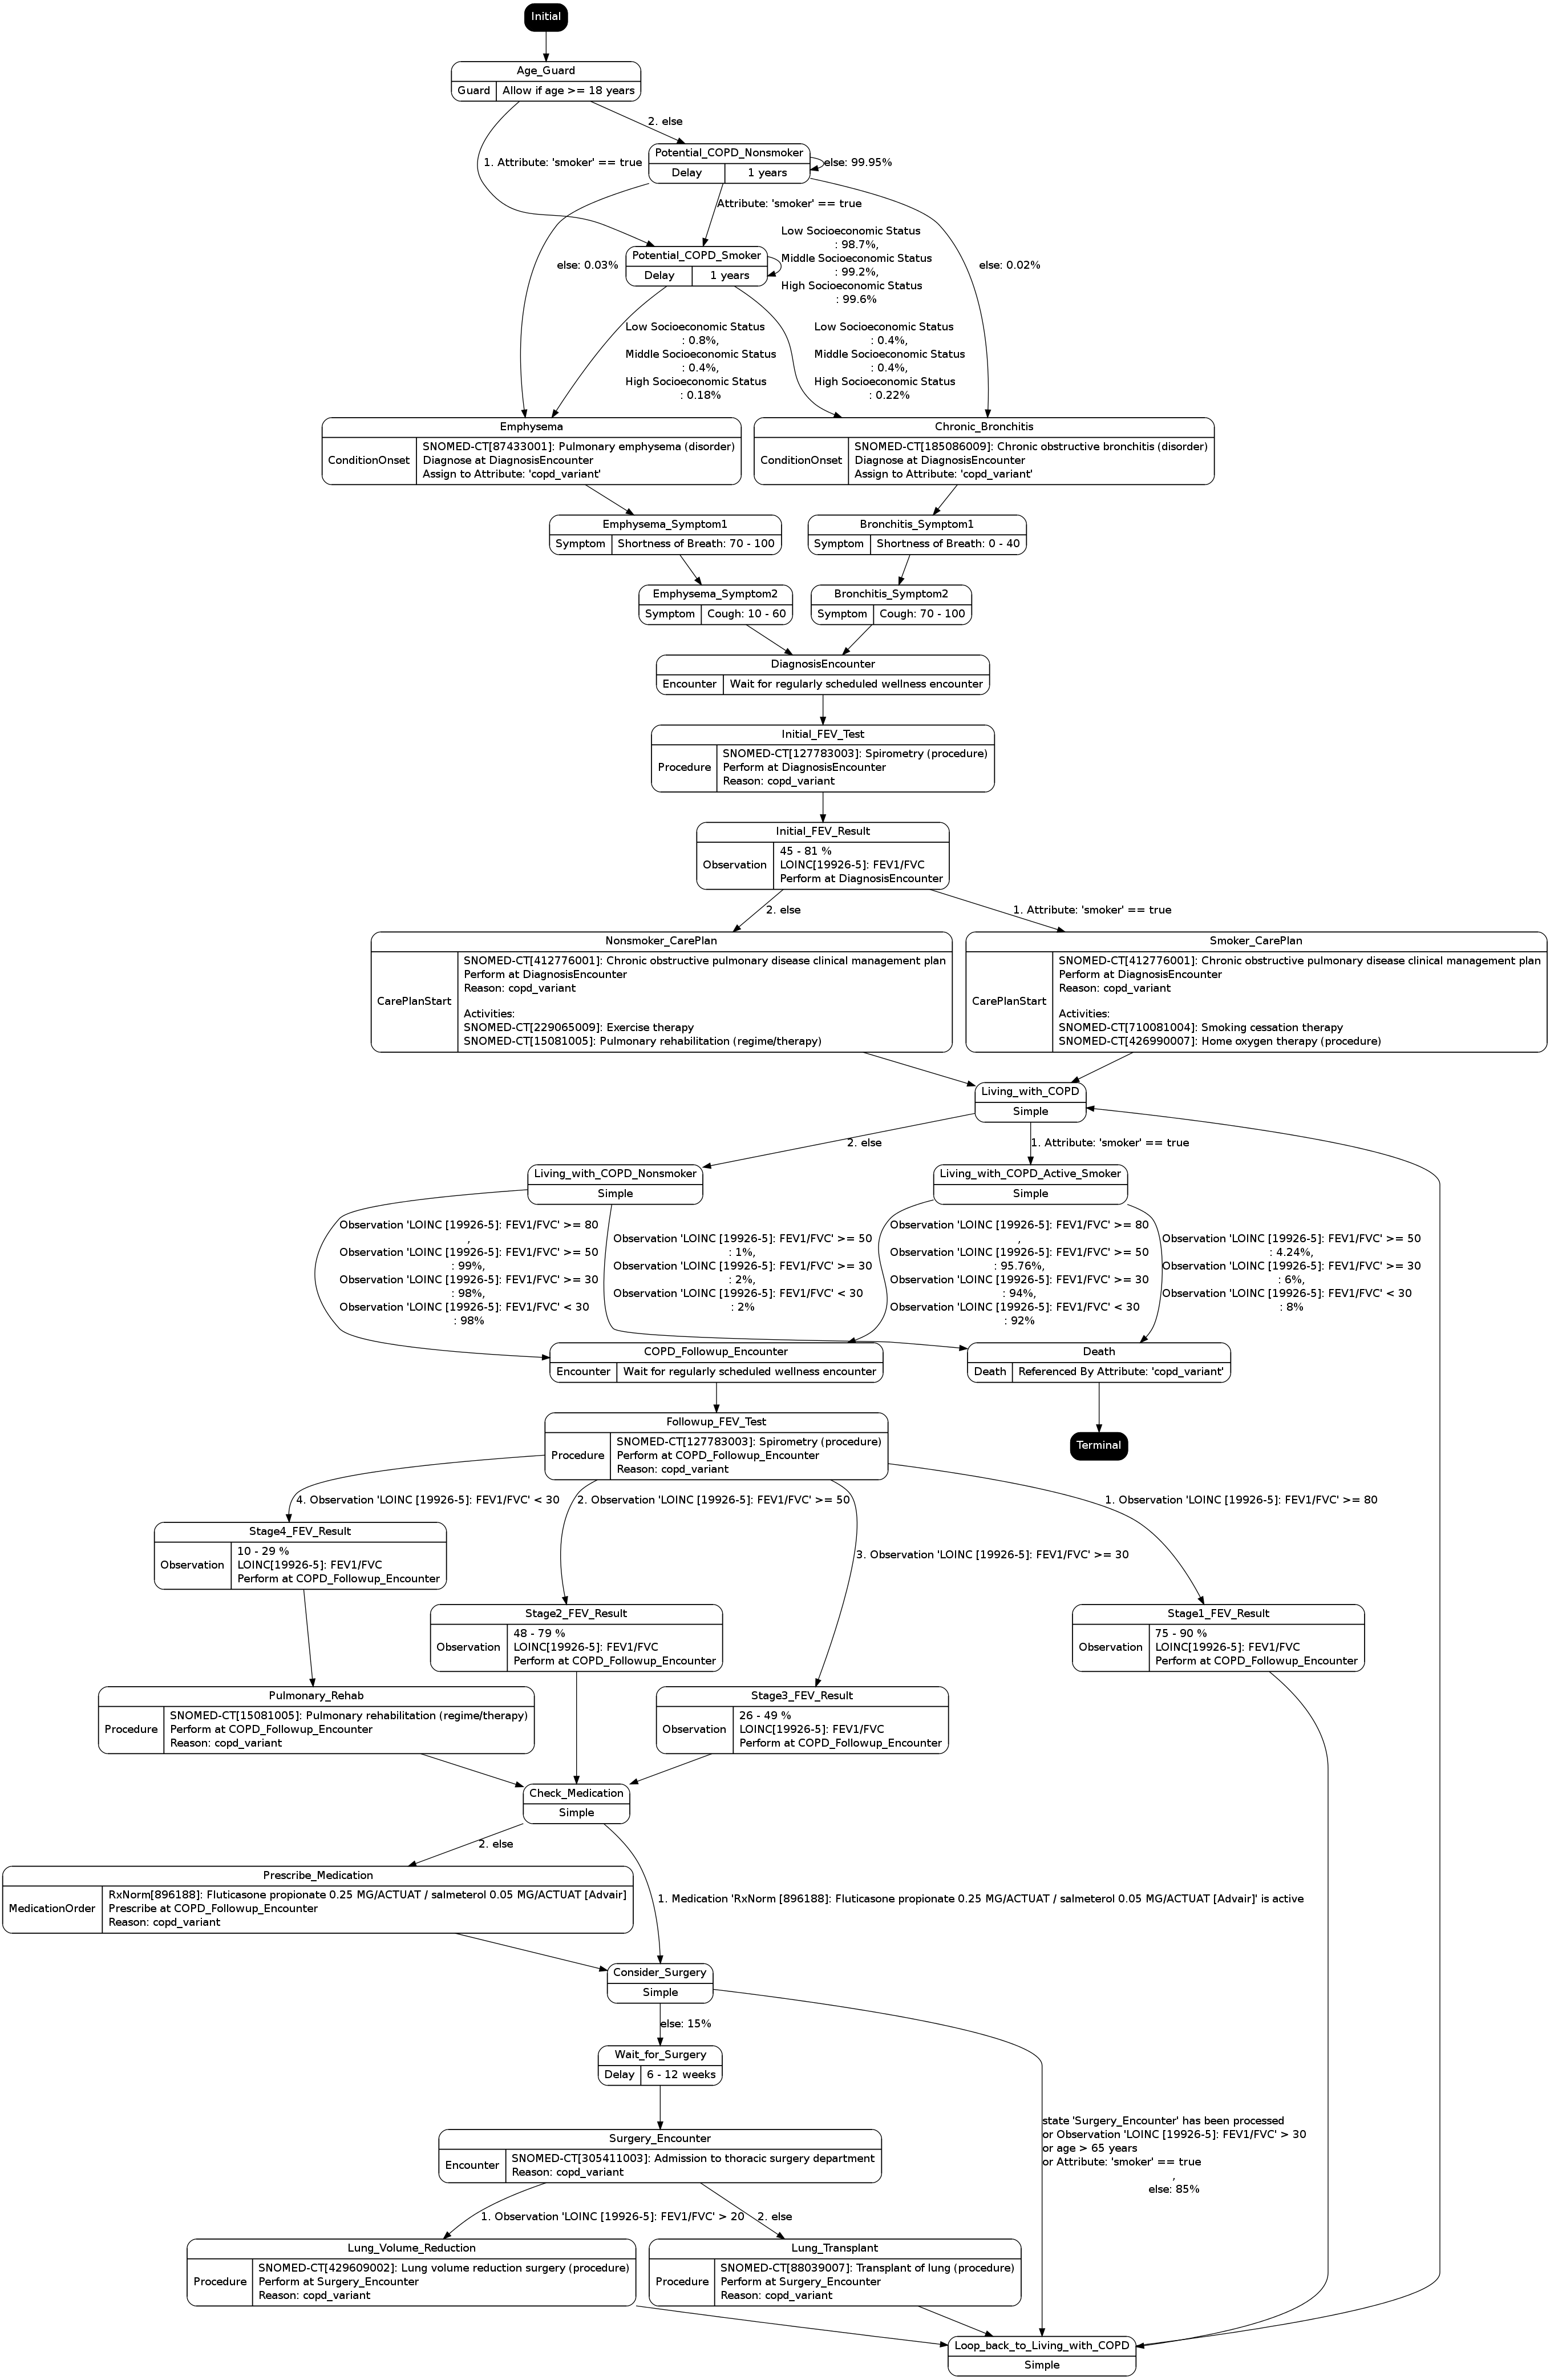 Initial
Age_Guard
Guard
Allow if age >= 18 years
2. else
1. Attribute: 'smoker' == true
Potential_COPD_Nonsmoker
Delay
1 years
else: 99.95%
Attribute: 'smoker' == true
else: 0.03%
else: 0.02%
Potential_COPD_Smoker
Delay
1 years
Low Socioeconomic Status
: 98.7%,
Middle Socioeconomic Status
: 99.2%,
High Socioeconomic Status
: 99.6%
Low Socioeconomic Status
: 0.8%,
Middle Socioeconomic Status
: 0.4%,
High Socioeconomic Status
: 0.18%
Low Socioeconomic Status
: 0.4%,
Middle Socioeconomic Status
: 0.4%,
High Socioeconomic Status
: 0.22%
Emphysema
ConditionOnset
SNOMED-CT[87433001]: Pulmonary emphysema (disorder)
Diagnose at DiagnosisEncounter
Assign to Attribute: 'copd_variant'
Chronic_Bronchitis
ConditionOnset
SNOMED-CT[185086009]: Chronic obstructive bronchitis (disorder)
Diagnose at DiagnosisEncounter
Assign to Attribute: 'copd_variant'
Emphysema_Symptom1
Symptom
Shortness of Breath: 70 - 100
Bronchitis_Symptom1
Symptom
Shortness of Breath: 0 - 40
Emphysema_Symptom2
Symptom
Cough: 10 - 60
Bronchitis_Symptom2
Symptom
Cough: 70 - 100
DiagnosisEncounter
Encounter
Wait for regularly scheduled wellness encounter
Initial_FEV_Test
Procedure
SNOMED-CT[127783003]: Spirometry (procedure)
Perform at DiagnosisEncounter
Reason: copd_variant
Initial_FEV_Result
Observation
45 - 81 %
LOINC[19926-5]: FEV1/FVC
Perform at DiagnosisEncounter
2. else
1. Attribute: 'smoker' == true
Nonsmoker_CarePlan
CarePlanStart
SNOMED-CT[412776001]: Chronic obstructive pulmonary disease clinical management plan
Perform at DiagnosisEncounter
Reason: copd_variant
Activities:
SNOMED-CT[229065009]: Exercise therapy
SNOMED-CT[15081005]: Pulmonary rehabilitation (regime/therapy)
Smoker_CarePlan
CarePlanStart
SNOMED-CT[412776001]: Chronic obstructive pulmonary disease clinical management plan
Perform at DiagnosisEncounter
Reason: copd_variant
Activities:
SNOMED-CT[710081004]: Smoking cessation therapy
SNOMED-CT[426990007]: Home oxygen therapy (procedure)
Living_with_COPD
Simple
2. else
1. Attribute: 'smoker' == true
Living_with_COPD_Nonsmoker
Simple
Living_with_COPD_Active_Smoker
Simple
Observation 'LOINC [19926-5]: FEV1/FVC' >= 80
,
Observation 'LOINC [19926-5]: FEV1/FVC' >= 50
: 99%,
Observation 'LOINC [19926-5]: FEV1/FVC' >= 30
: 98%,
Observation 'LOINC [19926-5]: FEV1/FVC' < 30
: 98%
Observation 'LOINC [19926-5]: FEV1/FVC' >= 50
: 1%,
Observation 'LOINC [19926-5]: FEV1/FVC' >= 30
: 2%,
Observation 'LOINC [19926-5]: FEV1/FVC' < 30
: 2%
Observation 'LOINC [19926-5]: FEV1/FVC' >= 80
,
Observation 'LOINC [19926-5]: FEV1/FVC' >= 50
: 95.76%,
Observation 'LOINC [19926-5]: FEV1/FVC' >= 30
: 94%,
Observation 'LOINC [19926-5]: FEV1/FVC' < 30
: 92%
Observation 'LOINC [19926-5]: FEV1/FVC' >= 50
: 4.24%,
Observation 'LOINC [19926-5]: FEV1/FVC' >= 30
: 6%,
Observation 'LOINC [19926-5]: FEV1/FVC' < 30
: 8%
COPD_Followup_Encounter
Encounter
Wait for regularly scheduled wellness encounter
Death
Death
Referenced By Attribute: 'copd_variant'
Followup_FEV_Test
Procedure
SNOMED-CT[127783003]: Spirometry (procedure)
Perform at COPD_Followup_Encounter
Reason: copd_variant
Terminal
4. Observation 'LOINC [19926-5]: FEV1/FVC' < 30
2. Observation 'LOINC [19926-5]: FEV1/FVC' >= 50
1. Observation 'LOINC [19926-5]: FEV1/FVC' >= 80
3. Observation 'LOINC [19926-5]: FEV1/FVC' >= 30
Stage4_FEV_Result
Observation
10 - 29 %
LOINC[19926-5]: FEV1/FVC
Perform at COPD_Followup_Encounter
Stage2_FEV_Result
Observation
48 - 79 %
LOINC[19926-5]: FEV1/FVC
Perform at COPD_Followup_Encounter
Stage1_FEV_Result
Observation
75 - 90 %
LOINC[19926-5]: FEV1/FVC
Perform at COPD_Followup_Encounter
Pulmonary_Rehab
Procedure
SNOMED-CT[15081005]: Pulmonary rehabilitation (regime/therapy)
Perform at COPD_Followup_Encounter
Reason: copd_variant
Stage3_FEV_Result
Observation
26 - 49 %
LOINC[19926-5]: FEV1/FVC
Perform at COPD_Followup_Encounter
Check_Medication
Simple
2. else
1. Medication 'RxNorm [896188]: Fluticasone propionate 0.25 MG/ACTUAT / salmeterol 0.05 MG/ACTUAT [Advair]' is active
Prescribe_Medication
MedicationOrder
RxNorm[896188]: Fluticasone propionate 0.25 MG/ACTUAT / salmeterol 0.05 MG/ACTUAT [Advair]
Prescribe at COPD_Followup_Encounter
Reason: copd_variant
Consider_Surgery
Simple
else: 15%
Wait_for_Surgery
Delay
6 - 12 weeks
state 'Surgery_Encounter' has been processed
or Observation 'LOINC [19926-5]: FEV1/FVC' > 30
or age > 65 years
or Attribute: 'smoker' == true
,
else: 85%
Surgery_Encounter
Encounter
SNOMED-CT[305411003]: Admission to thoracic surgery department
Reason: copd_variant
1. Observation 'LOINC [19926-5]: FEV1/FVC' > 20
2. else
Lung_Volume_Reduction
Procedure
SNOMED-CT[429609002]: Lung volume reduction surgery (procedure)
Perform at Surgery_Encounter
Reason: copd_variant
Lung_Transplant
Procedure
SNOMED-CT[88039007]: Transplant of lung (procedure)
Perform at Surgery_Encounter
Reason: copd_variant
Loop_back_to_Living_with_COPD
Simple